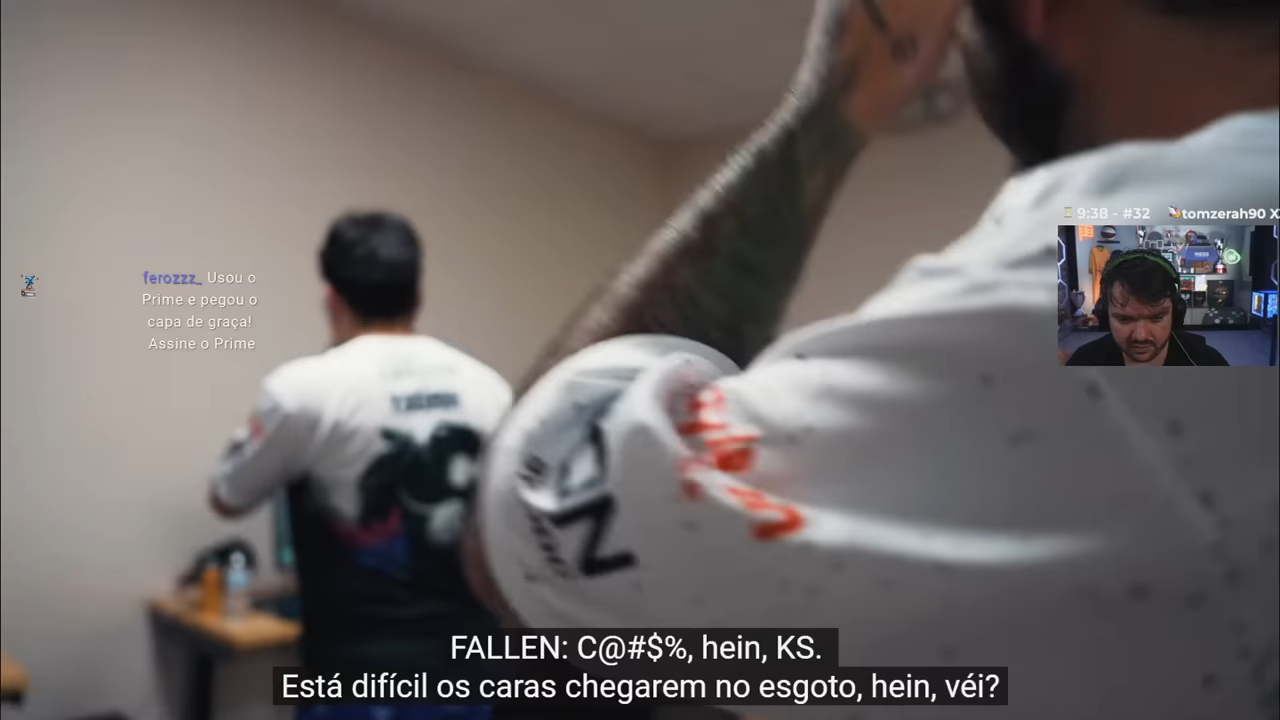 9:38 - #32 tomzerah90 X
ferozzz_ Usou o
Prime e pegou o
capa de graça!
Assine o Prime
FALLEN: C@#$%, hein, KS.
Está difícil os caras chegarem no esgoto, hein, véi?